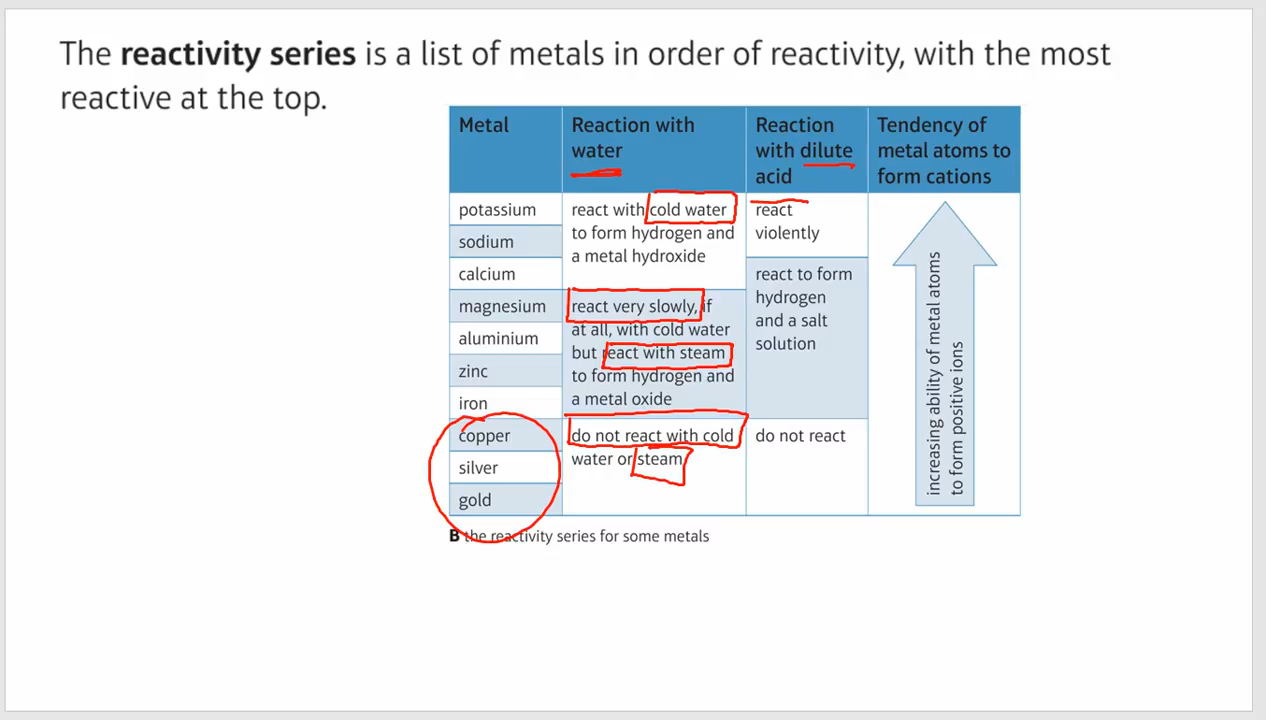 The reactivity series is a list of metals in order of reactivity, with the most
reactive at the top.
Metal
Reaction with
water
Reaction
with dilute
acid
Tendency of
metal atoms to
form cations
potassium
sodium
calcium
react with cold water
to form hydrogen and
a metal hydroxide
react
violently
magnesium
aluminium
zinc
iron
react very slowly, if
at all, with cold water
but react with steam
to form hydrogen and
a metal oxide
react to form
hydrogen
and a salt
solution
copper
silver
gold
do not react with cold
water or steam
do not react
increasing ability of metal atoms
to form positive ions
B the reactivity series for some metals